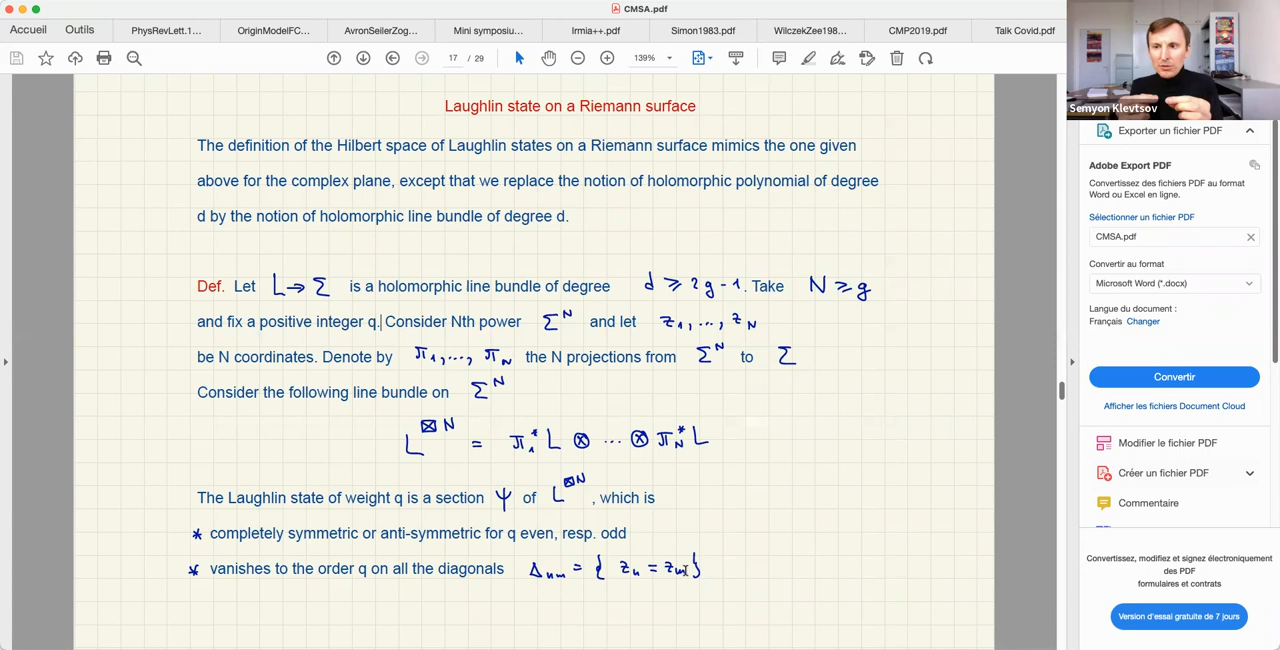 CMSA.pdf
Accueil Outils PhysRevLett.1... OriginModelFC... AvronSeilerZog... Mini symposiu... Irmia++.pdf Simon1983.pdf WilczekZee198... CMP2019.pdf Talk Covid.pdf
17 / 29 139%
Semyon Klevtsov
Laughlin state on a Riemann surface
The definition of the Hilbert space of Laughlin states on a Riemann surface mimics the one given
above for the complex plane, except that we replace the notion of holomorphic polynomial of degree
d by the notion of holomorphic line bundle of degree d.
Def. Let L → Σ is a holomorphic line bundle of degree d ⩾ 2g - 1. Take N ⩾ g
and fix a positive integer q. Consider Nth power Σ^N and let z_1, ..., z_N
be N coordinates. Denote by π_1, ..., π_N the N projections from Σ^N to Σ
Consider the following line bundle on Σ^N
L^{⊠ N} = π_1^* L ⊗ ... ⊗ π_N^* L
The Laughlin state of weight q is a section Ψ of L^{⊠N}, which is
* completely symmetric or anti-symmetric for q even, resp. odd
* vanishes to the order q on all the diagonals Δ_{nm} = { z_n = z_m }
Exporter un fichier PDF
Adobe Export PDF
Convertissez des fichiers PDF au format
Word ou Excel en ligne.
Sélectionner un fichier PDF
CMSA.pdf
Convertir au format
Microsoft Word (*.docx)
Langue du document :
Français Changer
Convertir
Afficher les fichiers Document Cloud
Modifier le fichier PDF
Créer un fichier PDF
Commentaire
Convertissez, modifiez et signez électroniquement
des PDF
formulaires et contrats
Version d'essai gratuite de 7 jours